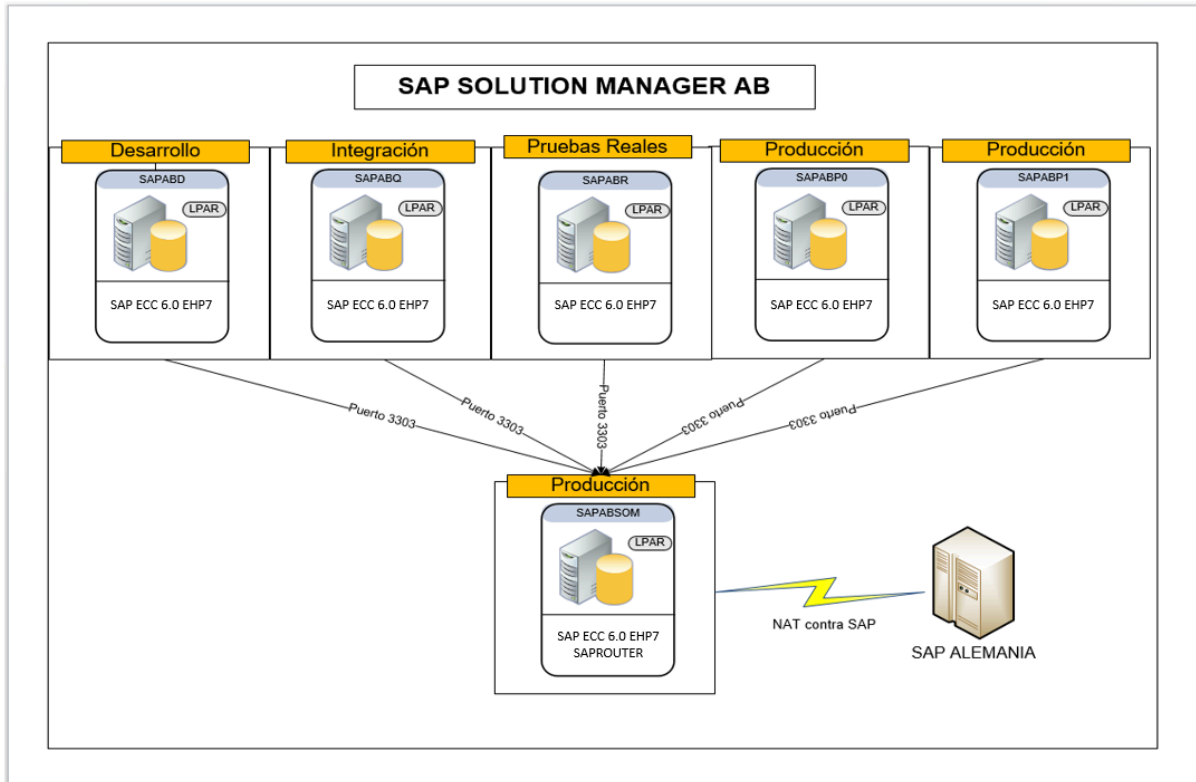 SAP SOLUTION MANAGER AB
Desarrollo
Integración
Pruebas Reales
Producción
Producción
SAPABD
SAPABQ
SAPABR
SAPABP0
SAPABP1
LPAR
LPAR
LPAR
LPAR
LPAR
SAP ECC 6.0 EHP7
SAP ECC 6.0 EHP7
SAP ECC 6.0 EHP7
SAP ECC 6.0 EHP7
SAP ECC 6.0 EHP7
Puerto 3303
Puerto 3303
Puerto 3303
Puerto 3303
Puerto 3303
Producción
SAPABSOM
LPAR
SAP ECC 6.0 EHP7
SAPROUTER
NAT contra SAP
SAP ALEMANIA